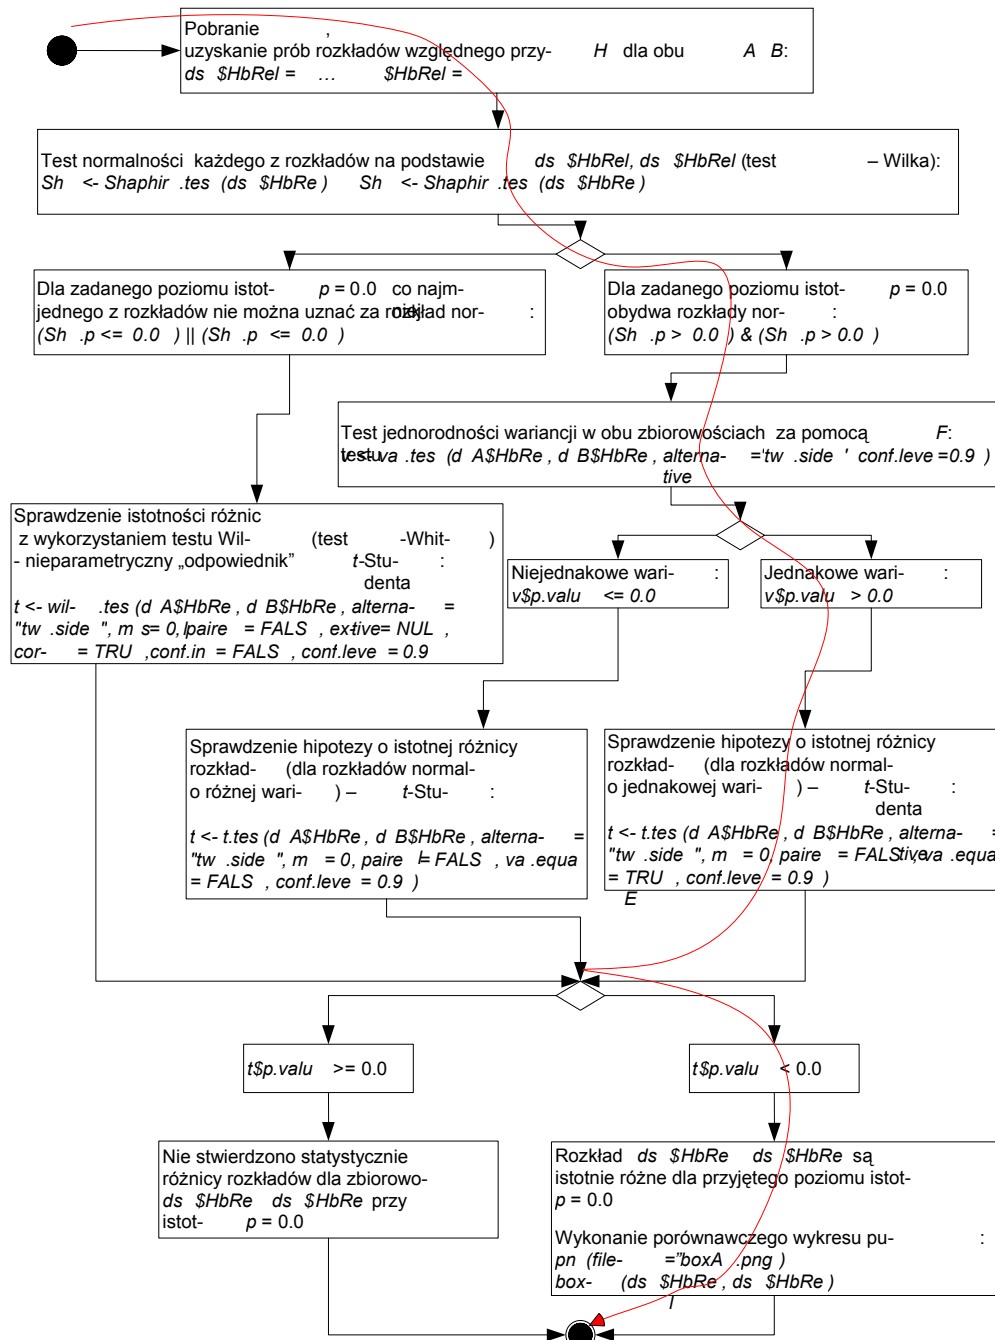 Pobranie ,
uzyskanie prób rozkładów względnego przy- H dla obu A B:
ds $HbRel = … $HbRel =
Test normalności każdego z rozkładów na podstawie ds $HbRel, ds $HbRel (test – Wilka):
Sh <- Shaphir .tes (ds $HbRe ) Sh <- Shaphir .tes (ds $HbRe )
Dla zadanego poziomu istot- p = 0.0 co najm-
jednego z rozkładów nie można uznać za rozkład nor- :
(Sh .p <= 0.0 ) || (Sh .p <= 0.0 )
Dla zadanego poziomu istot- p = 0.0
obydwa rozkłady nor- :
(Sh .p > 0.0 ) & (Sh .p > 0.0 )
Test jednorodności wariancji w obu zbiorowościach za pomocą F:
testu
va .tes (d A$HbRe , d B$HbRe , alterna- ='tw .side ' conf.leve =0.9 )
tive
Sprawdzenie istotności różnic
z wykorzystaniem testu Wil- (test -Whit- )
- nieparametryczny „odpowiednik” t-Stu- :
denta
t <- wil- .tes (d A$HbRe , d B$HbRe , alterna- =
"tw .side ", m s= 0, paire = FALS , ex = NUL ,
cor- = TRU ,conf.in = FALS , conf.leve = 0.9
Niejednakowe wari- :
v$p.valu <= 0.0
Jednakowe wari- :
v$p.valu > 0.0
Sprawdzenie hipotezy o istotnej różnicy
rozkład- (dla rozkładów normal-
o różnej wari- ) – t-Stu- :
t <- t.tes (d A$HbRe , d B$HbRe , alterna- =
"tw .side ", m = 0, paire = FALS , va .equa
= FALS , conf.leve = 0.9 )
Sprawdzenie hipotezy o istotnej różnicy
rozkład- (dla rozkładów normal-
o jednakowej wari- ) – t-Stu- :
denta
t <- t.tes (d A$HbRe , d B$HbRe , alterna- =
"tw .side ", m = 0, paire = FALS , va .equa
= TRU , conf.leve = 0.9 )
E
t$p.valu >= 0.0
t$p.valu < 0.0
Nie stwierdzono statystycznie
różnicy rozkładów dla zbiorowo-
ds $HbRe ds $HbRe przy
istot- p = 0.0
Rozkład ds $HbRe ds $HbRe są
istotnie różne dla przyjętego poziomu istot-
p = 0.0
Wykonanie porównawczego wykresu pu- :
pn (file- =”boxA .png )
box- (ds $HbRe , ds $HbRe )
l